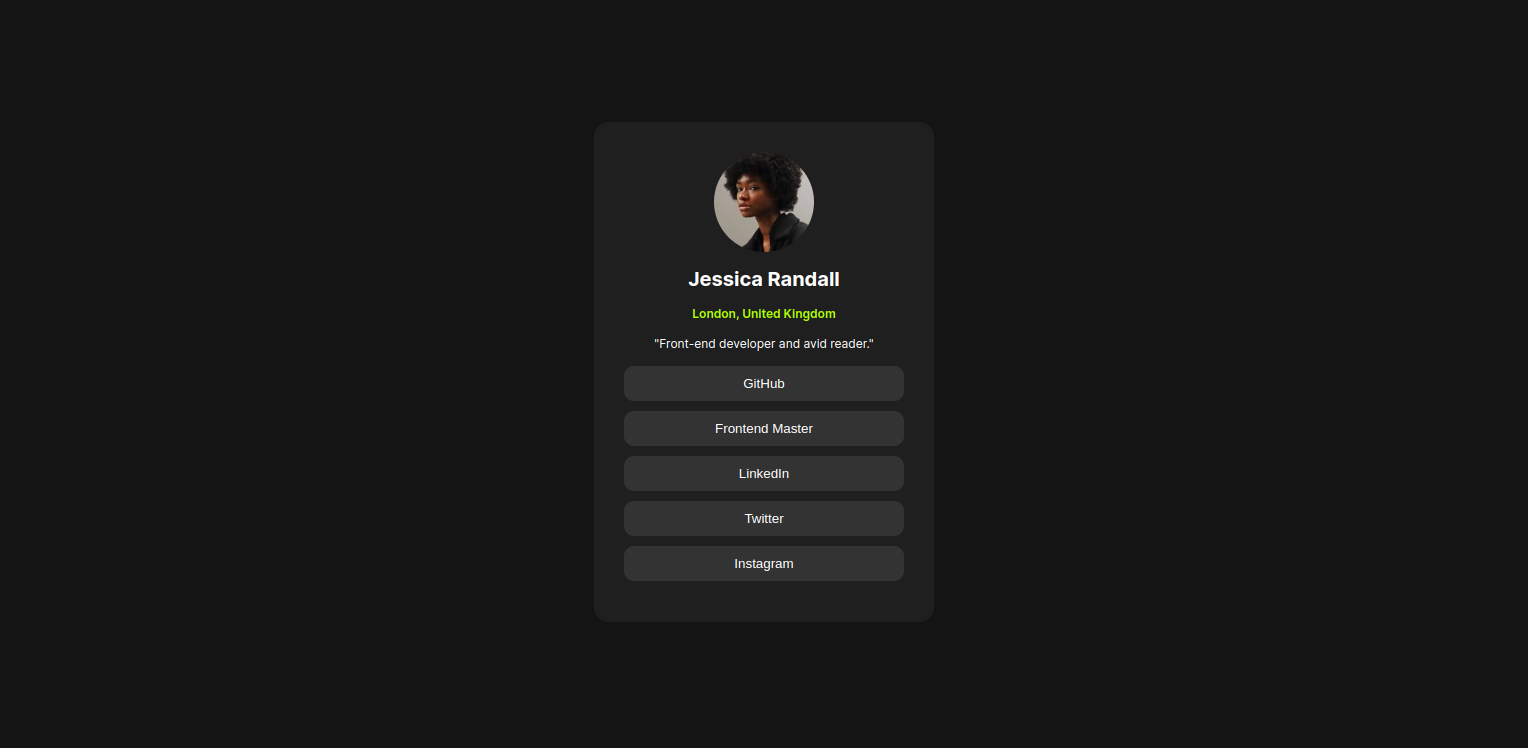 Jessica Randall
London, United Kingdom
"Front-end developer and avid reader."
GitHub
Frontend Master
LinkedIn
Twitter
Instagram